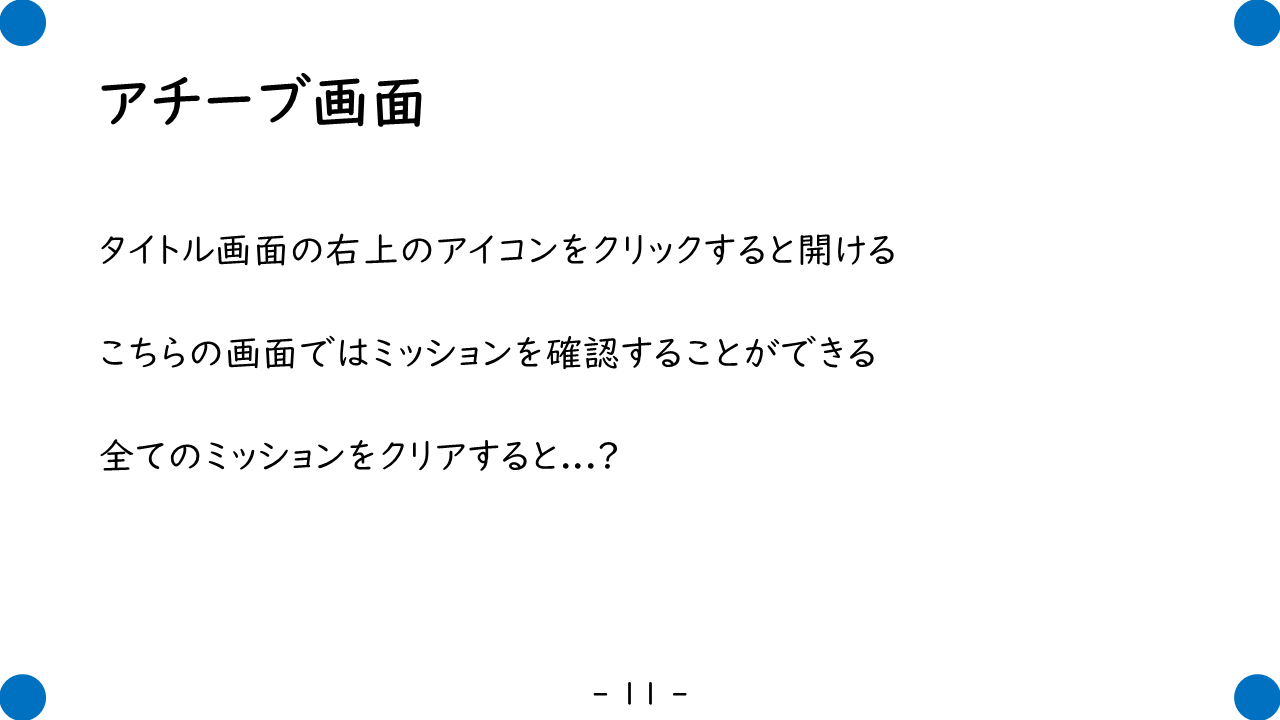 アチーブ画面
タイトル画面の右上のアイコンをクリックすると開ける
こちらの画面ではミッションを確認することができる
全てのミッションをクリアすると…?
- 11 -